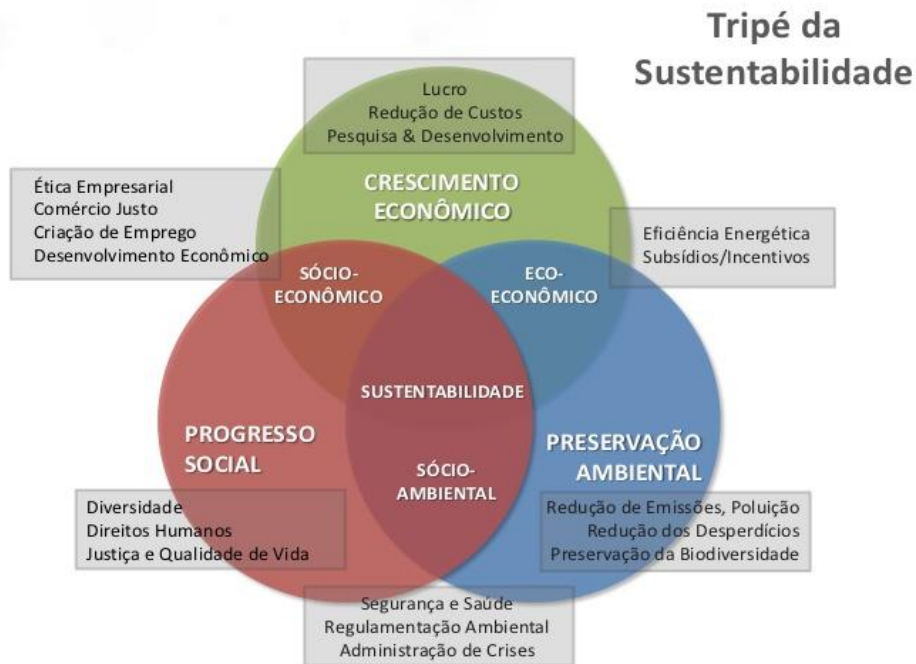 Tripé da
Sustentabilidade
Lucro
Redução de Custos
Pesquisa & Desenvolvimento
CRESCIMENTO
ECONÔMICO
Ética Empresarial
Comércio Justo
Criação de Emprego
Desenvolvimento Econômico
Eficiência Energética
Subsídios/Incentivos
SÓCIO-
ECONÔMICO
ECO-
ECONÔMICO
SUSTENTABILIDADE
PROGRESSO
SOCIAL
SÓCIO-
AMBIENTAL
PRESERVAÇÃO
AMBIENTAL
Diversidade
Direitos Humanos
Justiça e Qualidade de Vida
Redução de Emissões, Poluição
Redução dos Desperdícios
Preservação da Biodiversidade
Segurança e Saúde
Regulamentação Ambiental
Administração de Crises